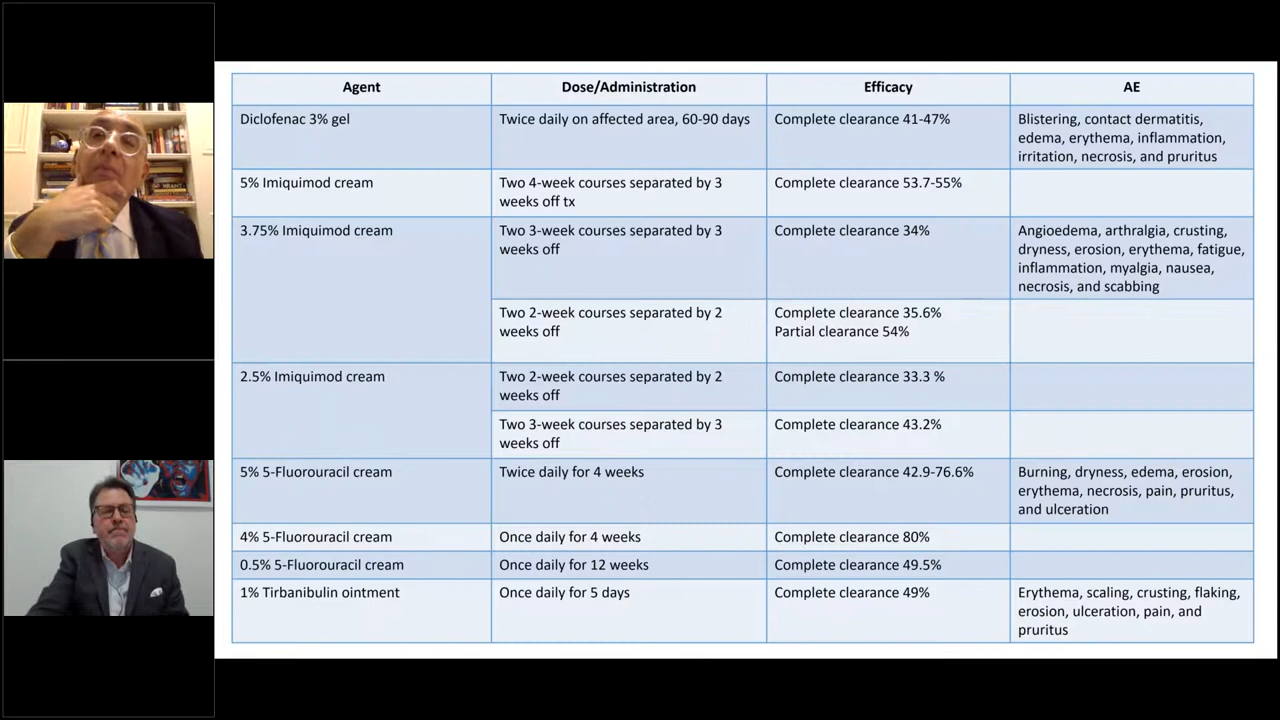 Agent
Dose/Administration
Efficacy
AE
Diclofenac 3% gel
Twice daily on affected area, 60-90 days
Complete clearance 41-47%
Blistering, contact dermatitis,
edema, erythema, inflammation,
irritation, necrosis, and pruritus
5% Imiquimod cream
Two 4-week courses separated by 3
weeks off tx
Complete clearance 53.7-55%
3.75% Imiquimod cream
Two 3-week courses separated by 3
weeks off
Complete clearance 34%
Angioedema, arthralgia, crusting,
dryness, erosion, erythema, fatigue,
inflammation, myalgia, nausea,
necrosis, and scabbing
Two 2-week courses separated by 2
weeks off
Complete clearance 35.6%
Partial clearance 54%
2.5% Imiquimod cream
Two 2-week courses separated by 2
weeks off
Complete clearance 33.3 %
Two 3-week courses separated by 3
weeks off
Complete clearance 43.2%
5% 5-Fluorouracil cream
Twice daily for 4 weeks
Complete clearance 42.9-76.6%
Burning, dryness, edema, erosion,
erythema, necrosis, pain, pruritus,
and ulceration
4% 5-Fluorouracil cream
Once daily for 4 weeks
Complete clearance 80%
0.5% 5-Fluorouracil cream
Once daily for 12 weeks
Complete clearance 49.5%
1% Tirbanibulin ointment
Once daily for 5 days
Complete clearance 49%
Erythema, scaling, crusting, flaking,
erosion, ulceration, pain, and
pruritus